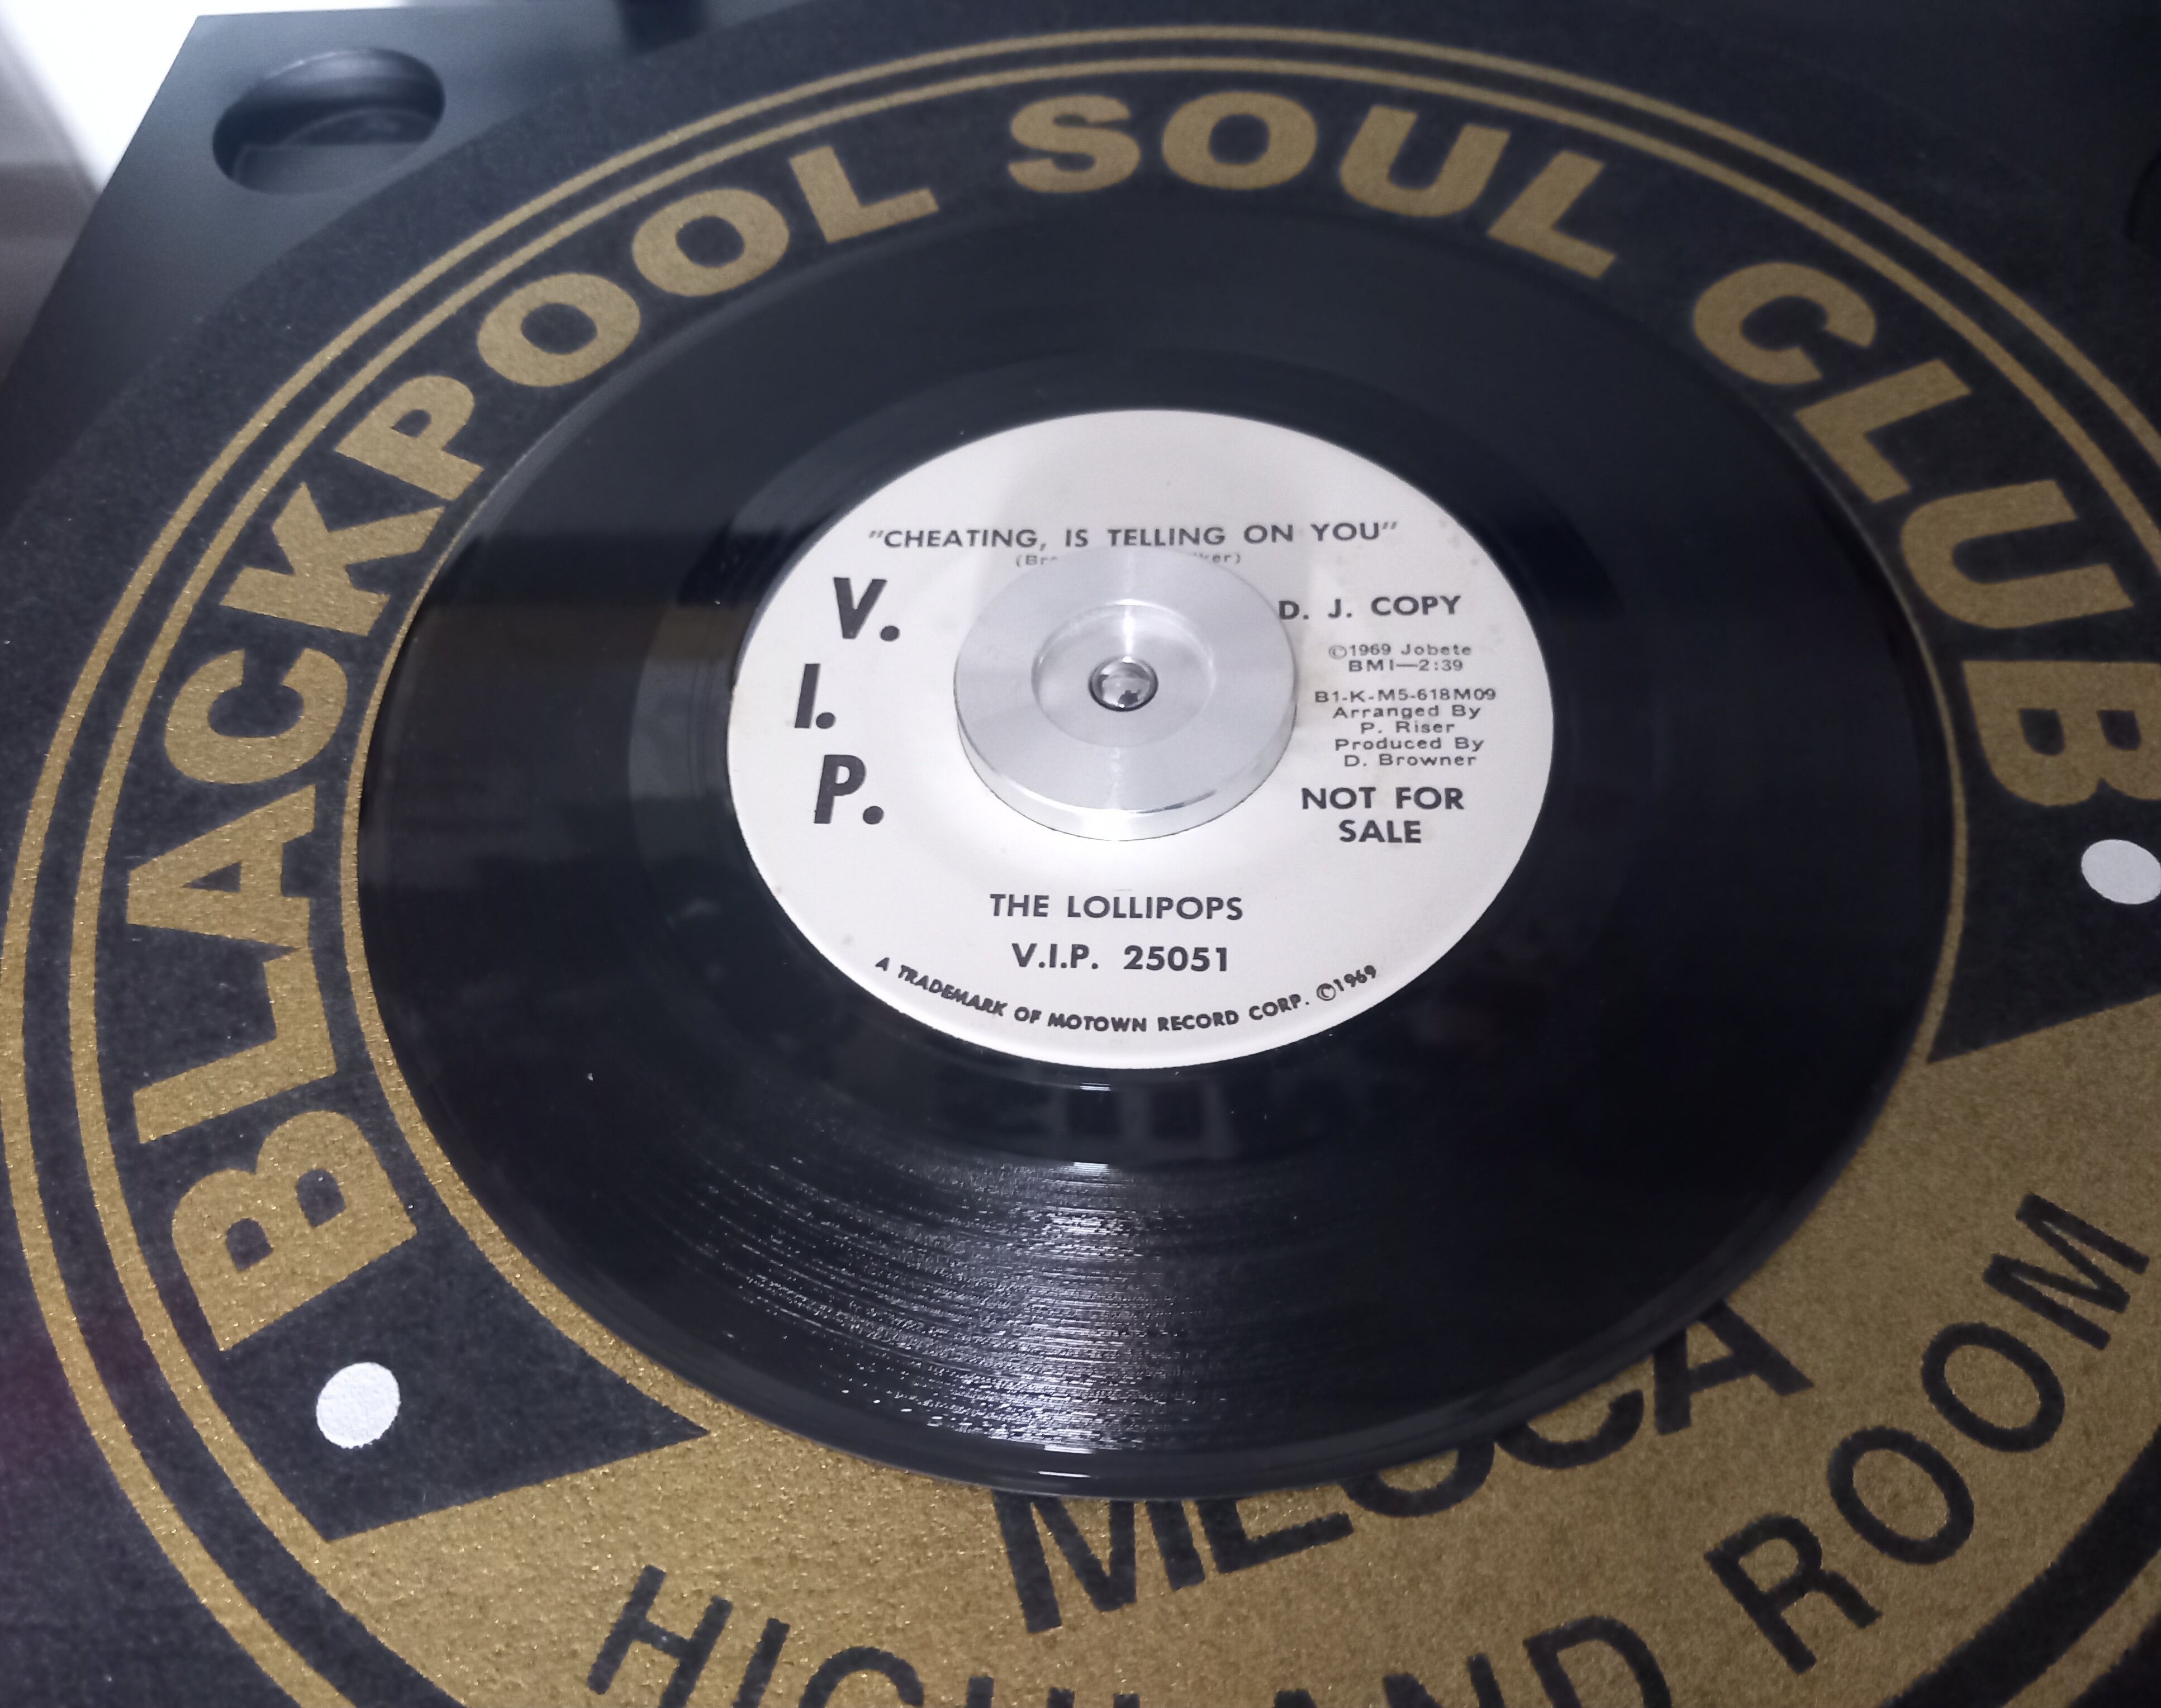 BLACKPOOL SOUL CLUB
"CHEATING, IS TELLING ON YOU"
V.
I.
P.
D. J. COPY
©1969 Jobete
BMI—2:39
B1-K-M5-618M09
Arranged By
P. Riser
Produced By
D. Browner
NOT FOR
SALE
THE LOLLIPOPS
V.I.P. 25051
A TRADEMARK OF MOTOWN RECORD CORP. ©1969
MECCA
HIGHLAND ROOM